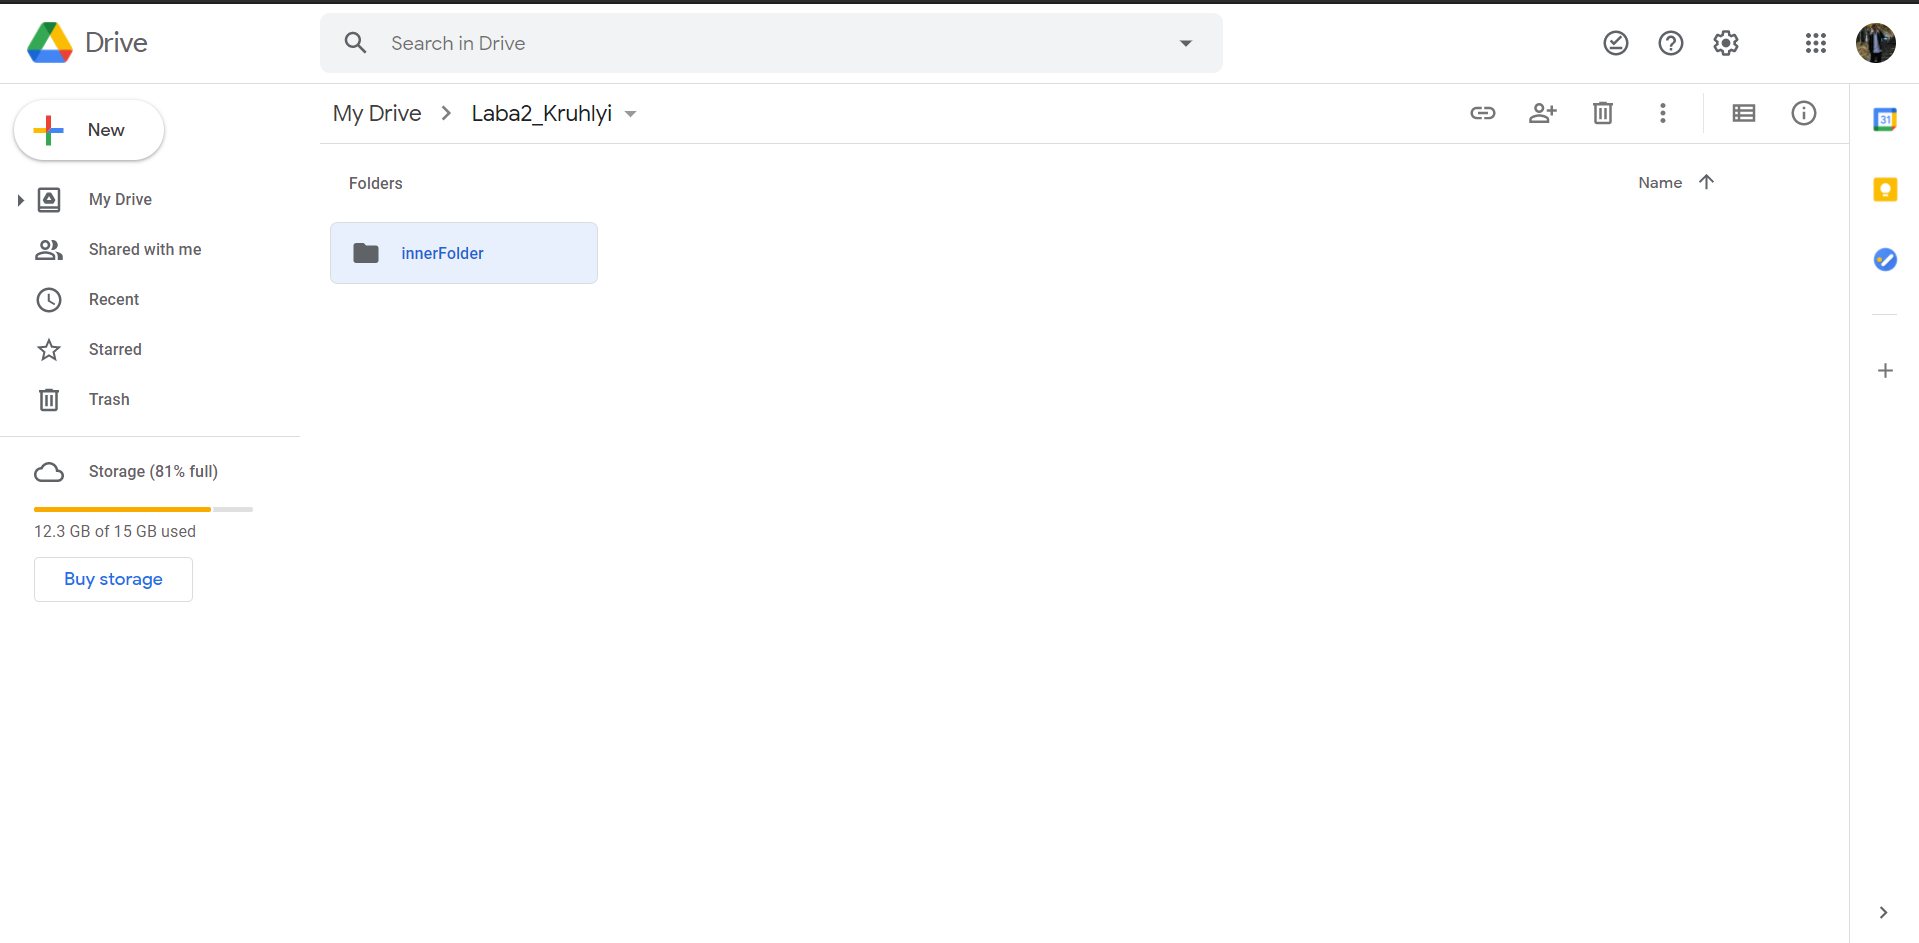 Drive
Search in Drive
New
My Drive
Laba2_Kruhlyi
31
Folders
Name
innerFolder
My Drive
Shared with me
Recent
Starred
Trash
Storage (81% full)
12.3 GB of 15 GB used
Buy storage